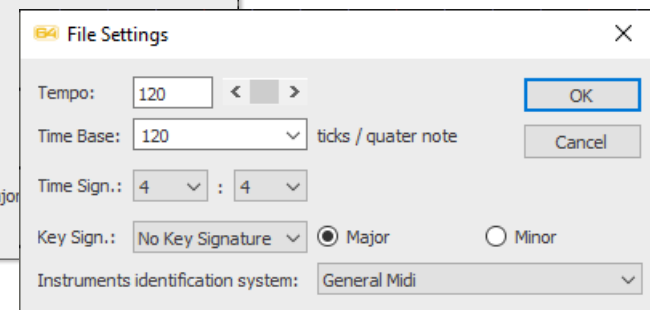 64 File Settings
Tempo: 120
Time Base: 120 ticks / quater note
Time Sign.: 4 : 4
Key Sign.: No Key Signature Major Minor
Instruments identification system: General Midi
OK
Cancel